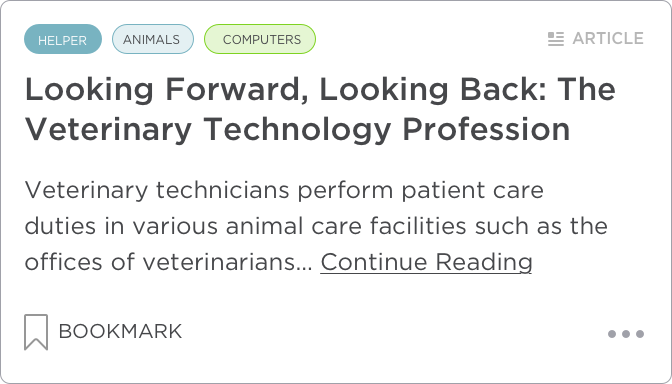 HELPER ANIMALS COMPUTERS ARTICLE
Looking Forward, Looking Back: The
Veterinary Technology Profession
Veterinary technicians perform patient care
duties in various animal care facilities such as the
offices of veterinarians... Continue Reading
BOOKMARK